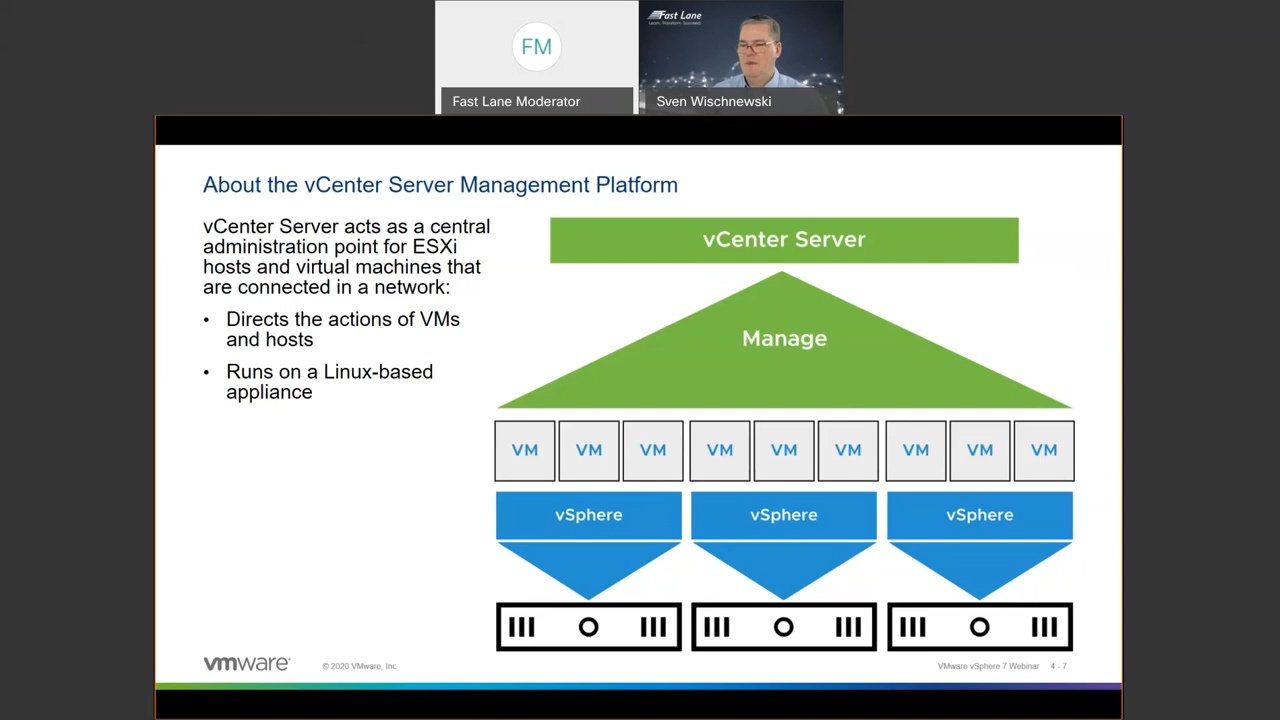 FM
Fast Lane Moderator
Fast Lane
Learn. Transform. Succeed.
Sven Wischnewski
About the vCenter Server Management Platform
vCenter Server acts as a central
administration point for ESXi
hosts and virtual machines that
are connected in a network:
• Directs the actions of VMs
and hosts
• Runs on a Linux-based
appliance
vCenter Server
Manage
VM VM VM VM VM VM VM VM VM
vSphere vSphere vSphere
vmware®
© 2020 VMware, Inc.
VMware vSphere 7 Webinar 4 - 7